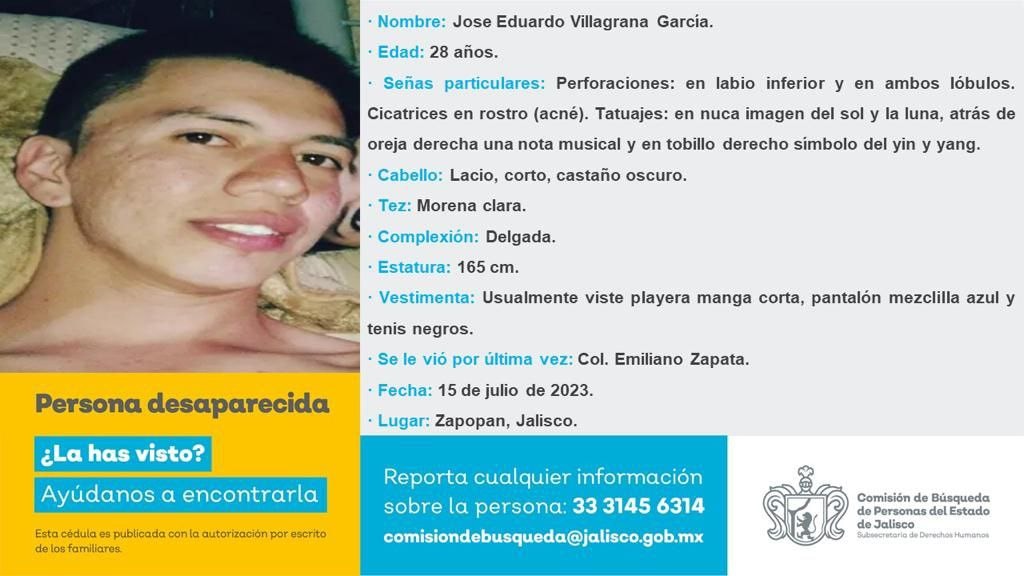 · Nombre: Jose Eduardo Villagrana García.
· Edad: 28 años.
· Señas particulares: Perforaciones: en labio inferior y en ambos lóbulos.
Cicatrices en rostro (acné). Tatuajes: en nuca imagen del sol y la luna, atrás de
oreja derecha una nota musical y en tobillo derecho símbolo del yin y yang.
· Cabello: Lacio, corto, castaño oscuro.
· Tez: Morena clara.
· Complexión: Delgada.
· Estatura: 165 cm.
· Vestimenta: Usualmente viste playera manga corta, pantalón mezclilla azul y
tenis negros.
· Se le vió por última vez: Col. Emiliano Zapata.
· Fecha: 15 de julio de 2023.
· Lugar: Zapopan, Jalisco.
Persona desaparecida
¿La has visto?
Ayúdanos a encontrarla
Esta cédula es publicada con la autorización por escrito
de los familiares.
Reporta cualquier información
sobre la persona: 33 3145 6314
comisiondebusqueda@jalisco.gob.mx
Comisión de Búsqueda
de Personas del Estado
de Jalisco
Subsecretaría de Derechos Humanos